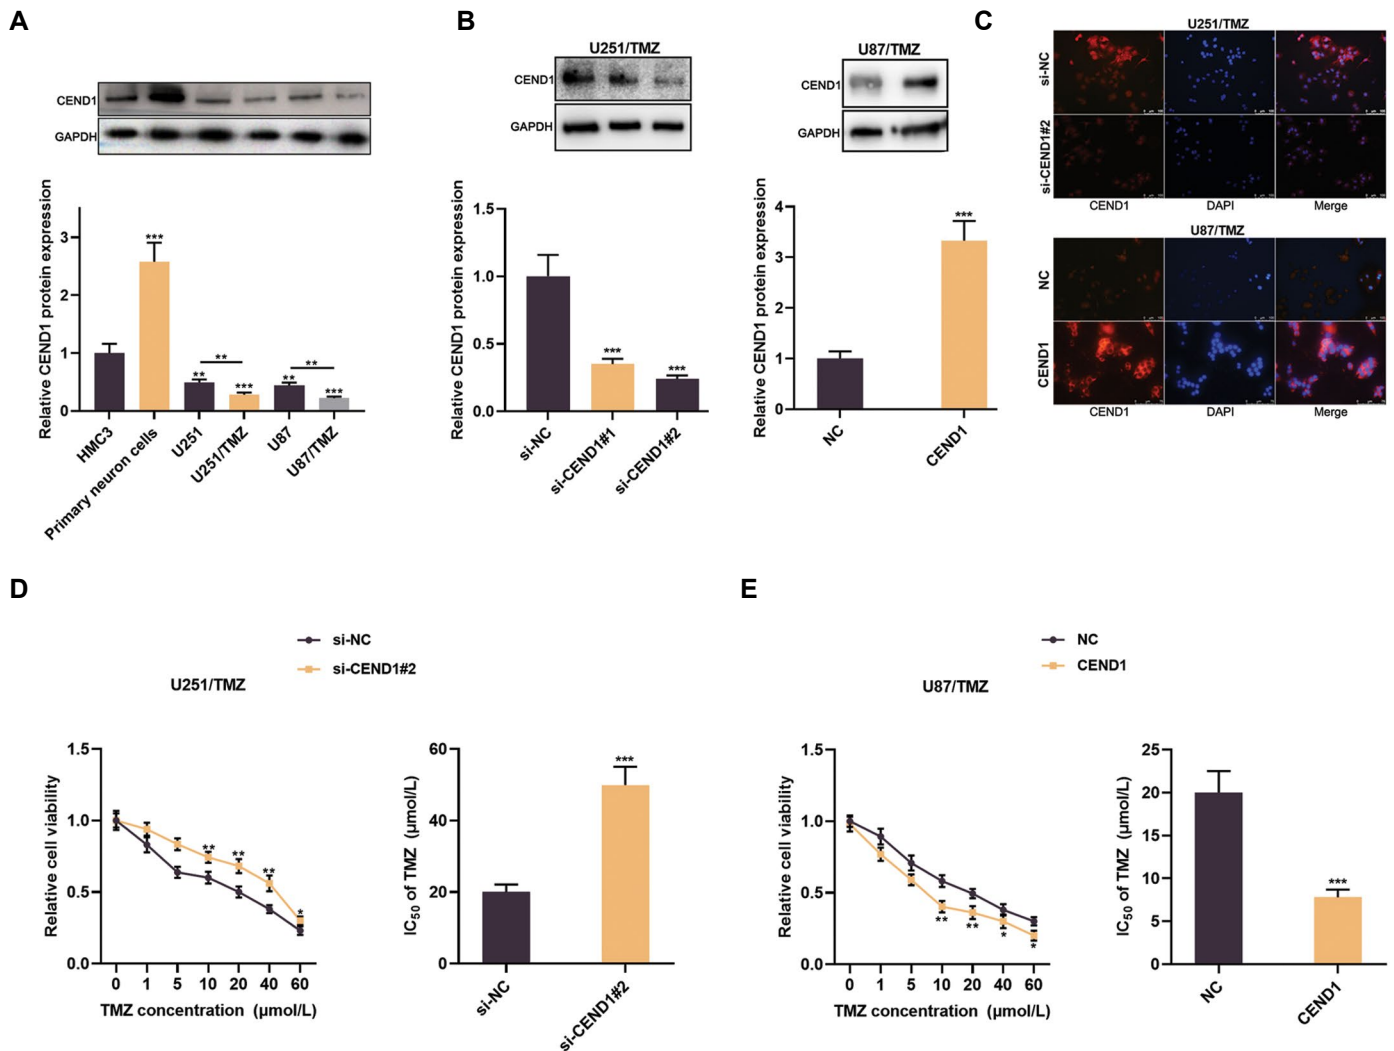 A
CEND1
GAPDH
Relative CEND1 protein expression
3
2
1
0
***
**
**
***
**
**
***
HMC3
Primary neuron cells
U251
U251/TMZ
U87
U87/TMZ
B
U251/TMZ
CEND1
GAPDH
Relative CEND1 protein expression
1.5
1.0
0.5
0.0
***
***
si-NC
si-CEND1#1
si-CEND1#2
U87/TMZ
CEND1
GAPDH
Relative CEND1 protein expression
4
3
2
1
0
***
NC
CEND1
C
U251/TMZ
si-NC
si-CEND1#2
CEND1 DAPI Merge
U87/TMZ
NC
CEND1
CEND1 DAPI Merge
D
si-NC
si-CEND1#2
U251/TMZ
Relative cell viability
1.5
1.0
0.5
0.0
** ** ** *
0 1 5 10 20 40 60
TMZ concentration (μmol/L)
IC50 of TMZ (μmol/L)
60
40
20
0
***
si-NC
si-CEND1#2
E
NC
CEND1
U87/TMZ
Relative cell viability
1.5
1.0
0.5
0.0
** ** * *
0 1 5 10 20 40 60
TMZ concentration (μmol/L)
IC50 of TMZ (μmol/L)
25
20
15
10
5
0
***
NC
CEND1